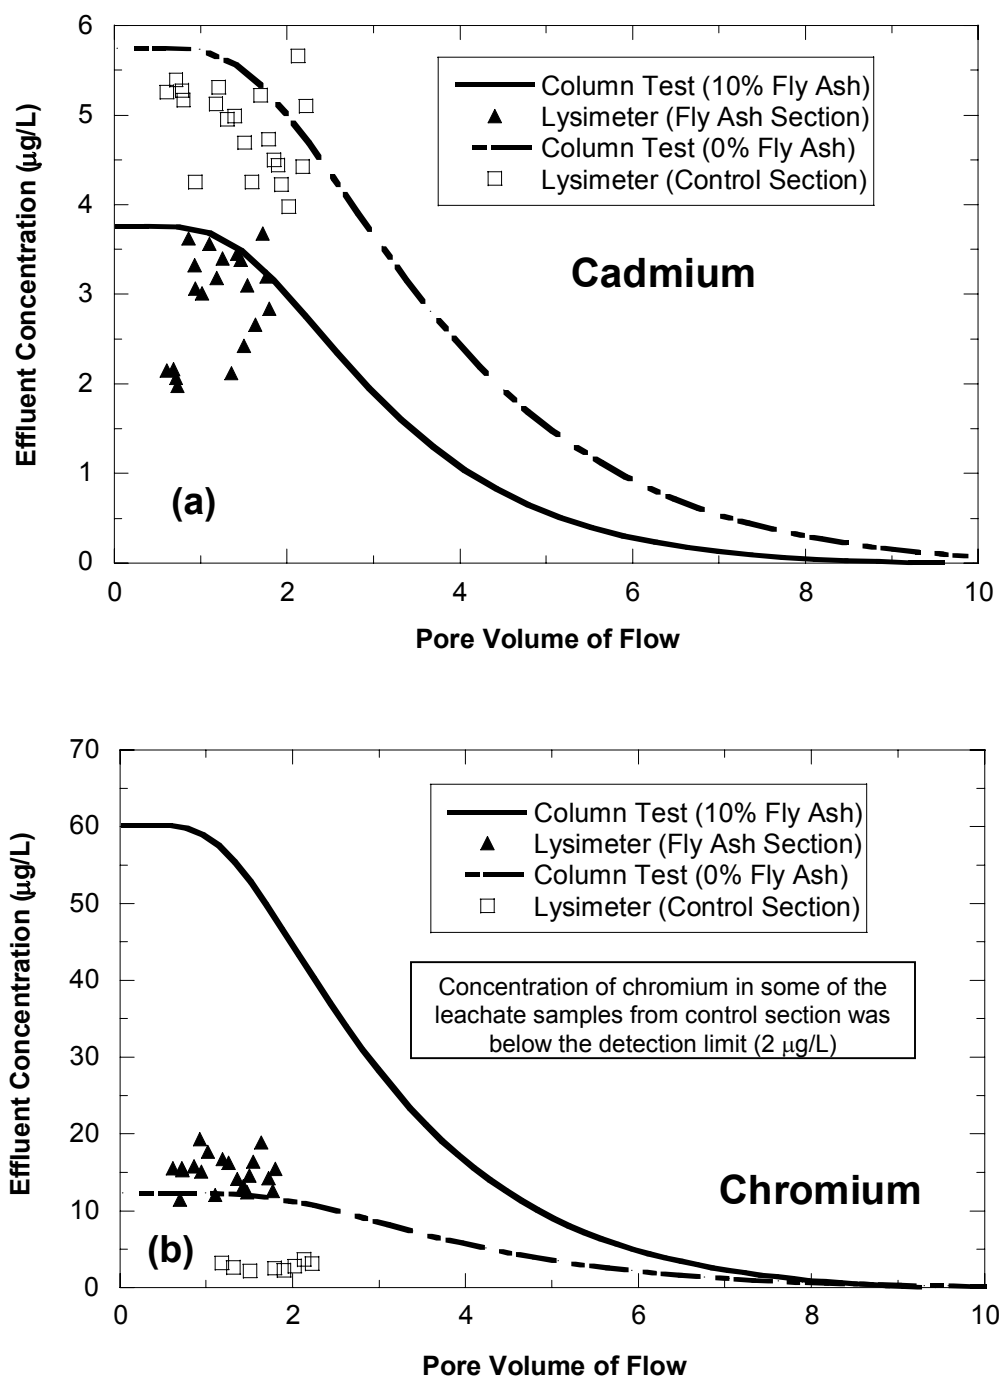 6
5
4
3
2
1
0
Effluent Concentration (μg/L)
Column Test (10% Fly Ash)
Lysimeter (Fly Ash Section)
Column Test (0% Fly Ash)
Lysimeter (Control Section)
Cadmium
(a)
0 2 4 6 8 10
Pore Volume of Flow
70
60
50
40
30
20
10
0
Effluent Concentration (μg/L)
Column Test (10% Fly Ash)
Lysimeter (Fly Ash Section)
Column Test (0% Fly Ash)
Lysimeter (Control Section)
Concentration of chromium in some of the
leachate samples from control section was
below the detection limit (2 μg/L)
Chromium
(b)
0 2 4 6 8 10
Pore Volume of Flow